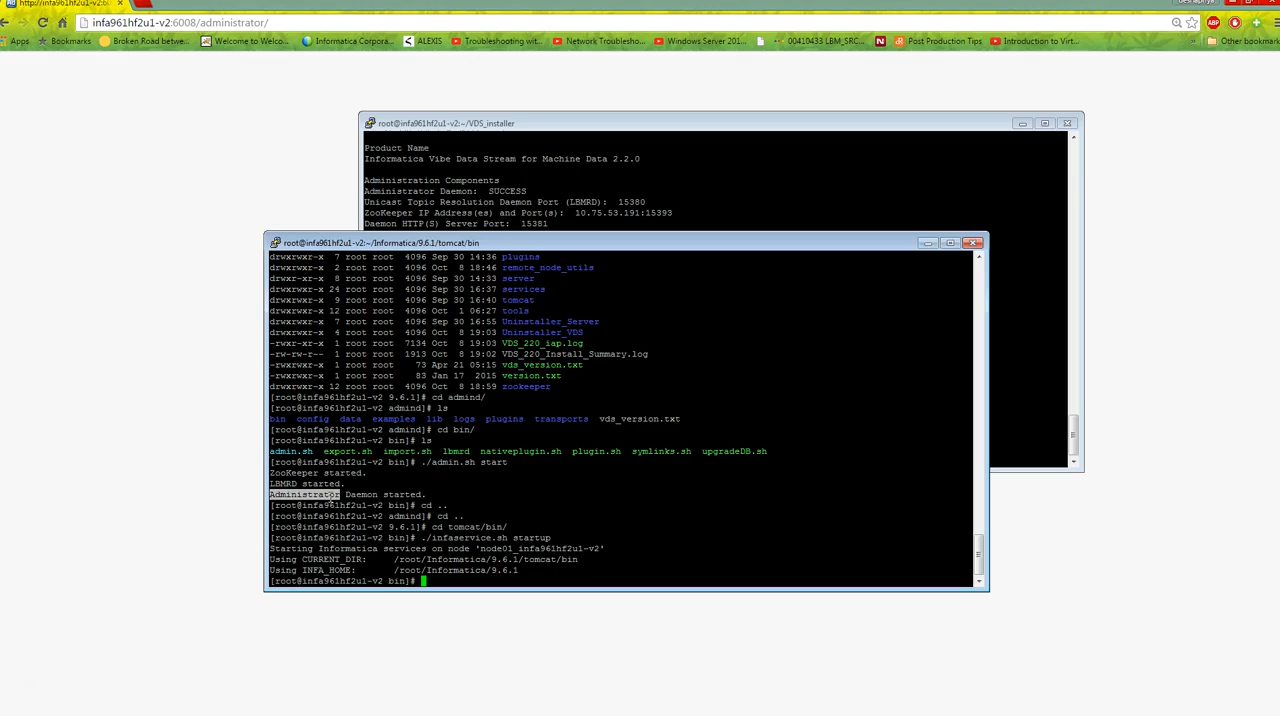 http://infa961hf2u1-v2:60
infa961hf2u1-v2:6008/administrator/
Apps Bookmarks Broken Road betwe... Welcome to Welco... Informatica Corpora... ALEXIS Troubleshooting wit... Network Troublesho... Windows Server 201... 00410433 LBM_SRC... Post Production Tips Introduction to Virt... Other bookmark
root@infa961hf2u1-v2:~/VDS_installer
Product Name
Informatica Vibe Data Stream for Machine Data 2.2.0
Administration Components
Administrator Daemon: SUCCESS
Unicast Topic Resolution Daemon Port (LBMRD): 15380
ZooKeeper IP Address(es) and Port(s): 10.75.53.191:15393
Daemon HTTP(S) Server Port: 15381
root@infa961hf2u1-v2:~/Informatica/9.6.1/tomcat/bin
drwxrwxr-x 7 root root 4096 Sep 30 14:36 plugins
drwxrwxr-x 2 root root 4096 Oct 8 18:46 remote_node_utils
drwxrwxr-x 8 root root 4096 Sep 30 14:33 server
drwxrwxr-x 24 root root 4096 Sep 30 16:37 services
drwxrwxr-x 9 root root 4096 Sep 30 16:40 tomcat
drwxrwxr-x 12 root root 4096 Oct 1 06:27 tools
drwxrwxr-x 7 root root 4096 Sep 30 16:55 Uninstaller_Server
drwxrwxr-x 4 root root 4096 Oct 8 19:03 Uninstaller_VDS
-rwxrwxr-x 1 root root 7134 Oct 8 19:03 VDS_220_iap.log
-rw-rw-r-- 1 root root 1913 Oct 8 19:02 VDS_220_Install_Summary.log
-rwxrwxr-x 1 root root 73 Apr 21 05:15 vds_version.txt
-rwxrwxr-x 1 root root 83 Jan 17 2015 version.txt
drwxrwxr-x 12 root root 4096 Oct 8 18:59 zookeeper
[root@infa961hf2u1-v2 9.6.1]# cd admind/
[root@infa961hf2u1-v2 admind]# ls
bin config data examples lib logs plugins transports vds_version.txt
[root@infa961hf2u1-v2 admind]# cd bin/
[root@infa961hf2u1-v2 bin]# ls
admin.sh export.sh import.sh lbmrd nativeplugin.sh plugin.sh symlinks.sh upgradeDB.sh
[root@infa961hf2u1-v2 bin]# ./admin.sh start
ZooKeeper started.
LBMRD started.
Administrator Daemon started.
[root@infa961hf2u1-v2 bin]# cd ..
[root@infa961hf2u1-v2 admind]# cd ..
[root@infa961hf2u1-v2 9.6.1]# cd tomcat/bin/
[root@infa961hf2u1-v2 bin]# ./infaservice.sh startup
Starting Informatica services on node 'node01_infa961hf2u1-v2'
Using CURRENT_DIR: /root/Informatica/9.6.1/tomcat/bin
Using INFA_HOME: /root/Informatica/9.6.1
[root@infa961hf2u1-v2 bin]#